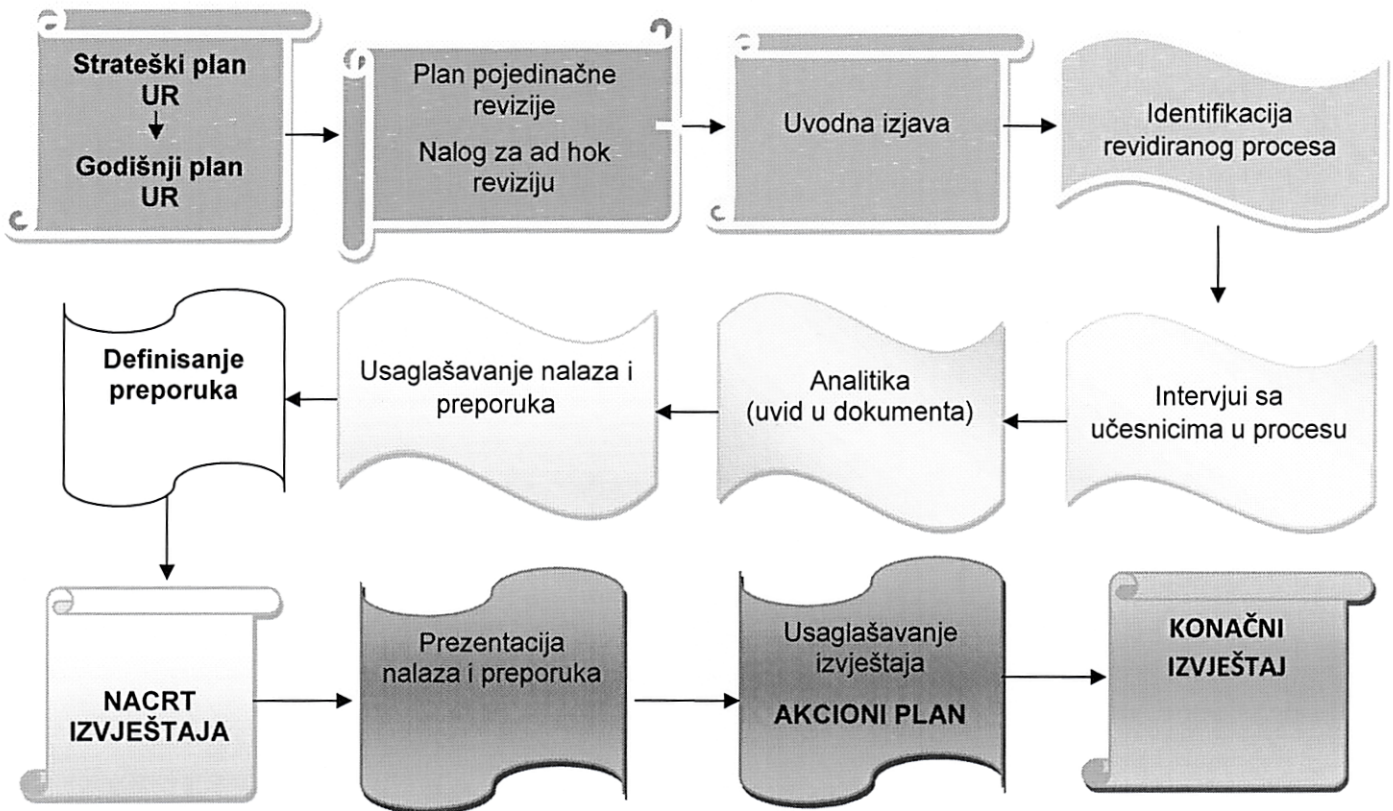 Strateški plan
UR
Godišnji plan
UR
Plan pojedinačne
revizije
Nalog za ad hok
reviziju
Uvodna izjava
Identifikacija
revidiranog procesa
Intervjui sa
učesnicima u procesu
Analitika
(uvid u dokumenta)
Usaglašavanje nalaza i
preporuka
Definisanje
preporuka
NACRT
IZVJEŠTAJA
Prezentacija
nalaza i preporuka
Usaglašavanje
izvještaja
AKCIONI PLAN
KONAČNI
IZVJEŠTAJ